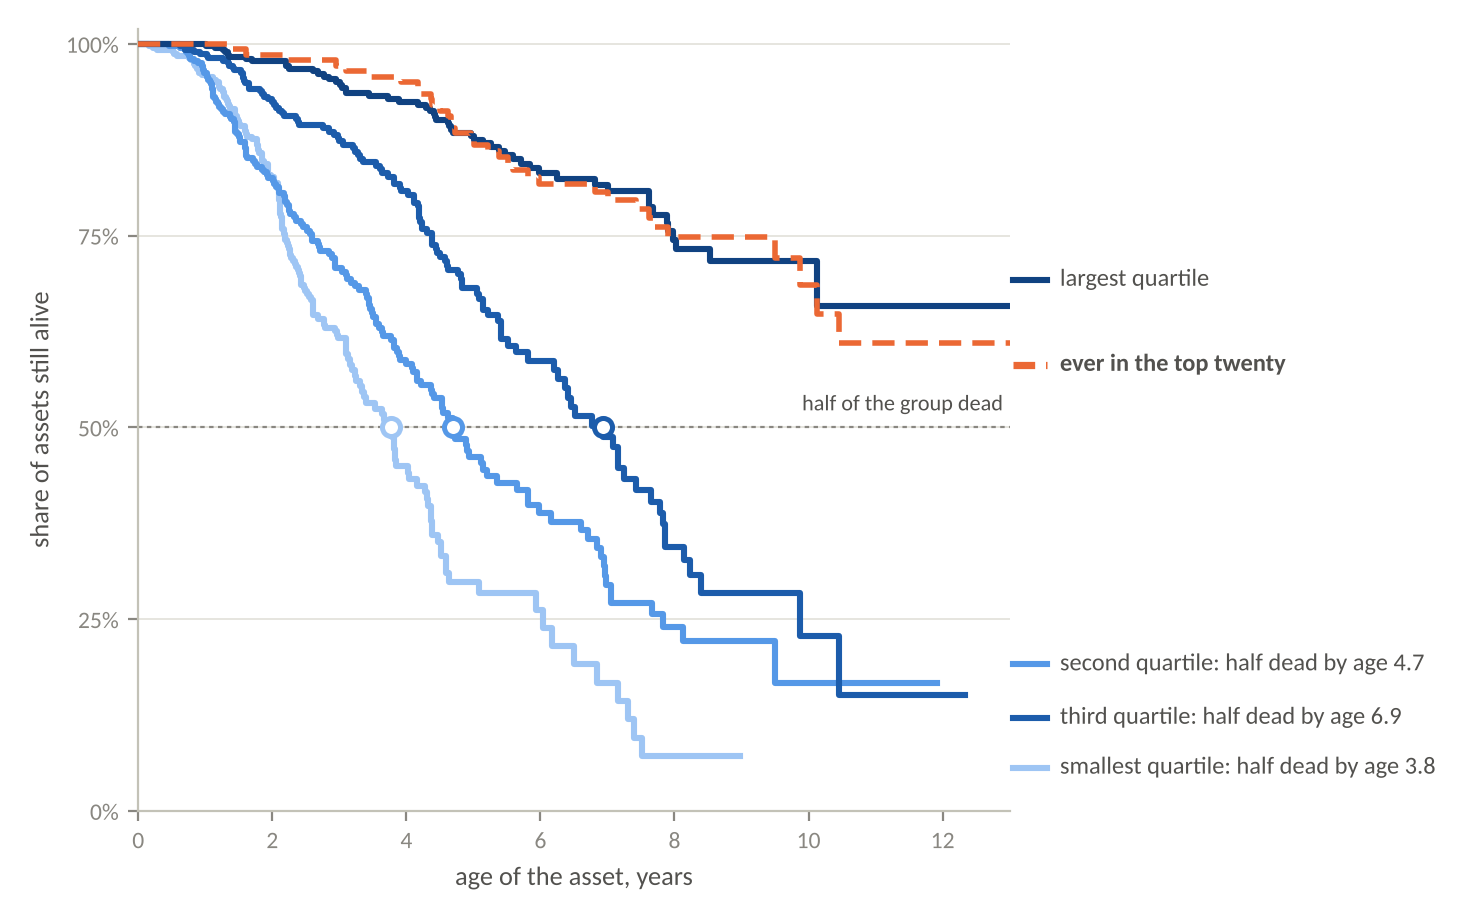 100%
75%
50%
25%
0%
share of assets still alive
0
2
4
6
8
10
12
age of the asset, years
half of the group dead
largest quartile
ever in the top twenty
second quartile: half dead by age 4.7
third quartile: half dead by age 6.9
smallest quartile: half dead by age 3.8